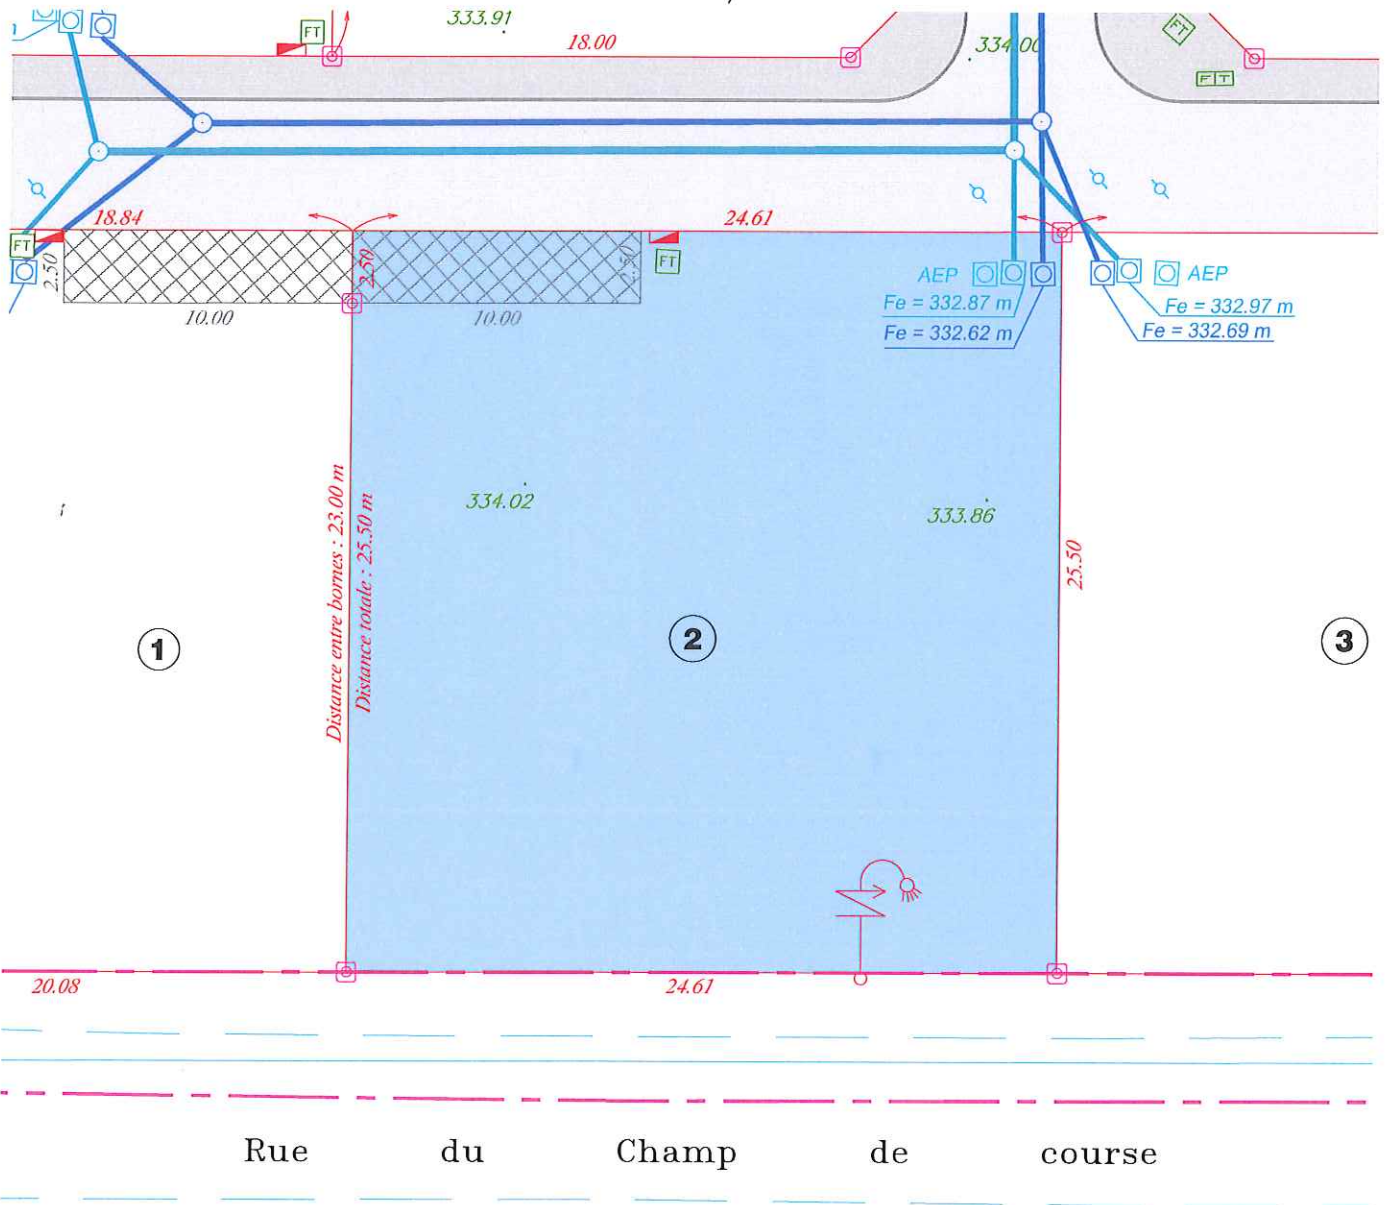 333.91
FT
18.00
334.00
FT
FT
18.84
24.61
FT
2.50
2.50
2.50
FT
10.00
10.00
AEP
AEP
Fe = 332.87 m
Fe = 332.97 m
Fe = 332.62 m
Fe = 332.69 m
334.02
333.86
Distance entre bornes : 23.00 m
Distance totale : 25.50 m
25.50
1
2
3
20.08
24.61
Rue du Champ de course